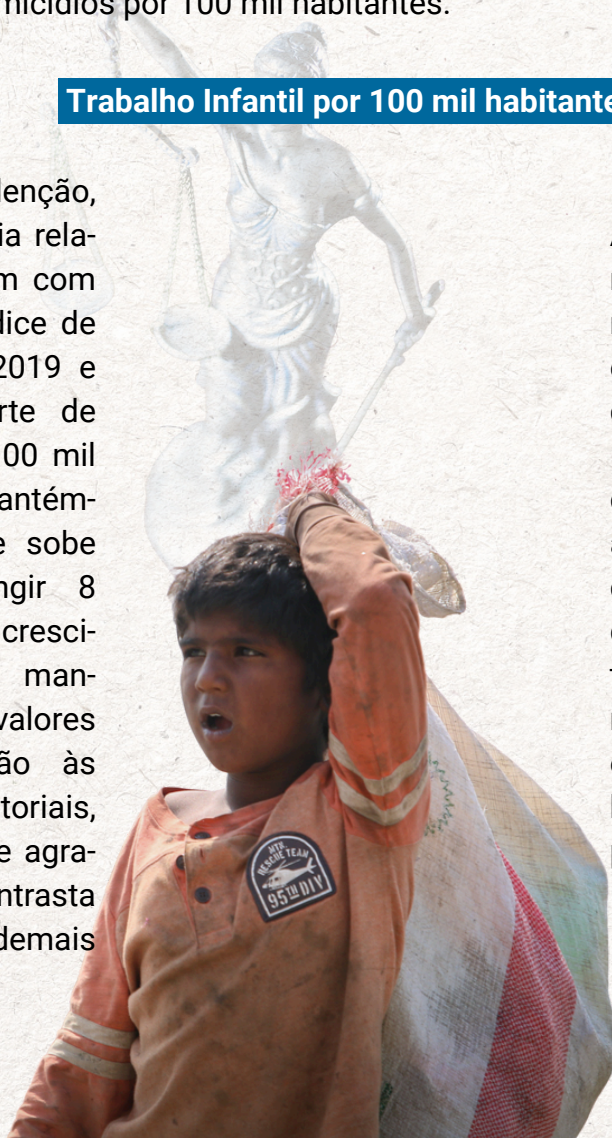 micídios por 100 mil habitantes.
Trabalho Infantil por 100 mil habitante
denção,
ia rela-
m com
dice de
2019 e
rte de
00 mil
antém-
e sobe
ngir 8
cresci-
man-
valores
ão às
toriais,
e agra-
ntrasta
demais
MTN.
RESCUE TEAM
95TH DIV